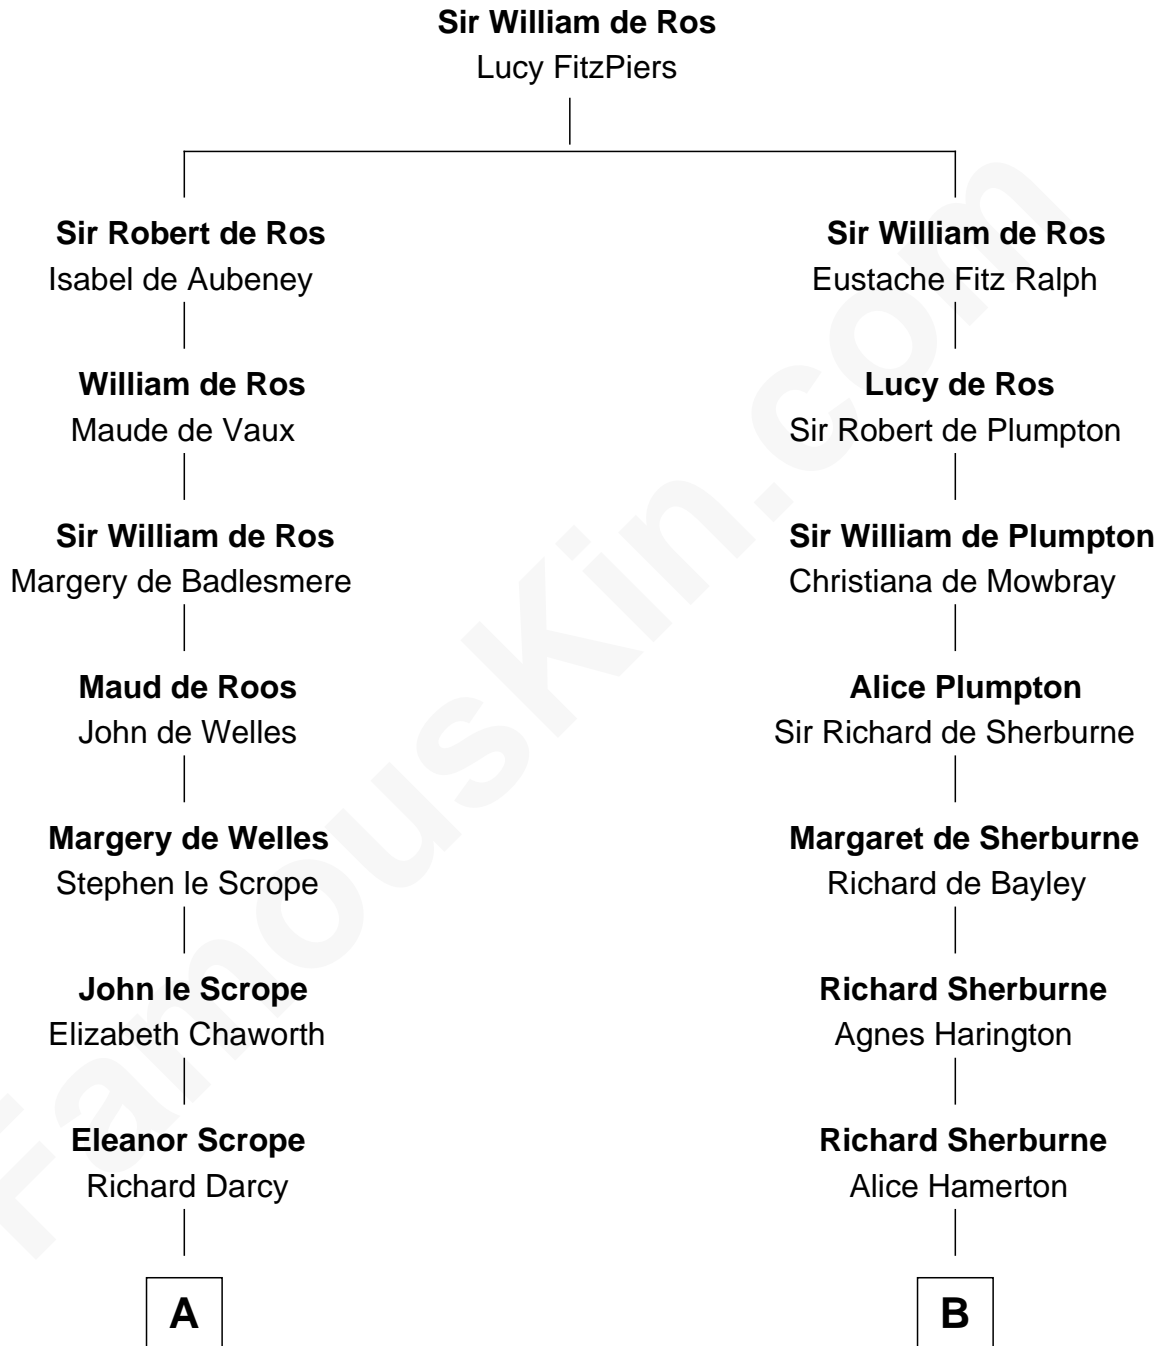 Sir William de Ros
Lucy FitzPiers
Sir Robert de Ros
Isabel de Aubeney
William de Ros
Maude de Vaux
Sir William de Ros
Margery de Badlesmere
Maud de Roos
John de Welles
Margery de Welles
Stephen le Scrope
John le Scrope
Elizabeth Chaworth
Eleanor Scrope
Richard Darcy
A
Sir William de Ros
Eustache Fitz Ralph
Lucy de Ros
Sir Robert de Plumpton
Sir William de Plumpton
Christiana de Mowbray
Alice Plumpton
Sir Richard de Sherburne
Margaret de Sherburne
Richard de Bayley
Richard Sherburne
Agnes Harington
Richard Sherburne
Alice Hamerton
B
FamousKin.com